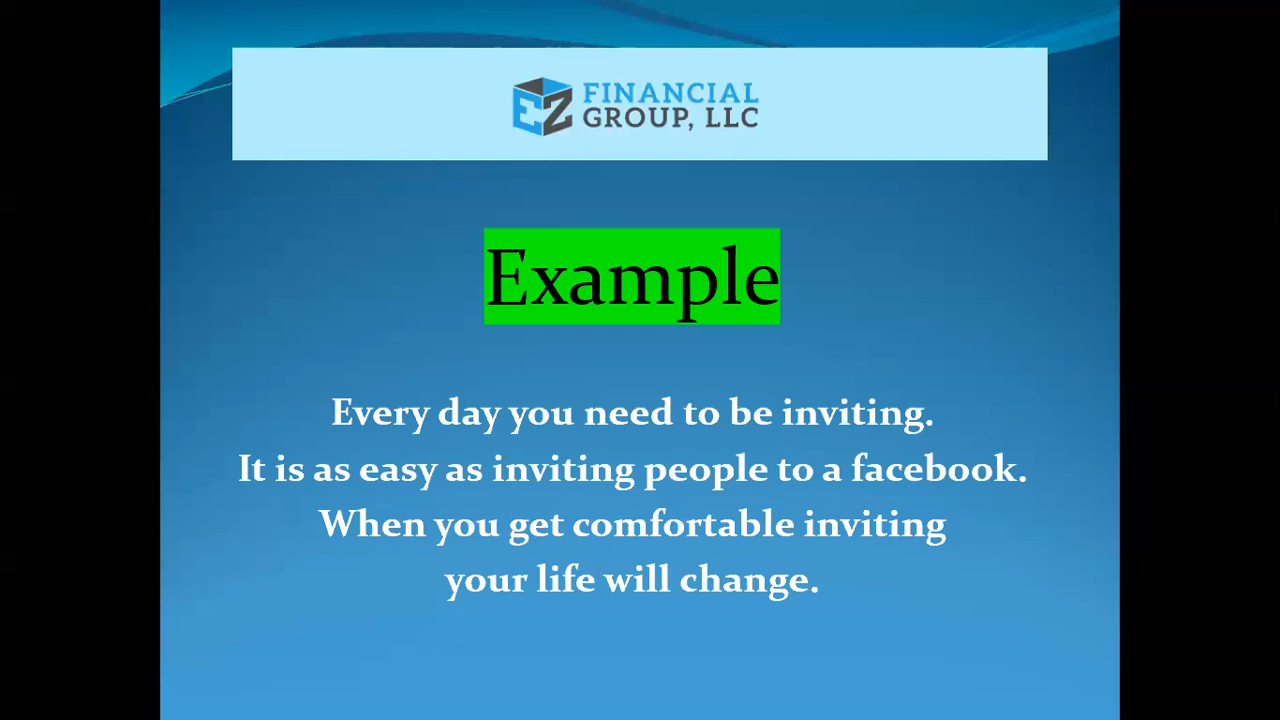 EZ FINANCIAL
GROUP, LLC
Example
Every day you need to be inviting.
It is as easy as inviting people to a facebook.
When you get comfortable inviting
your life will change.